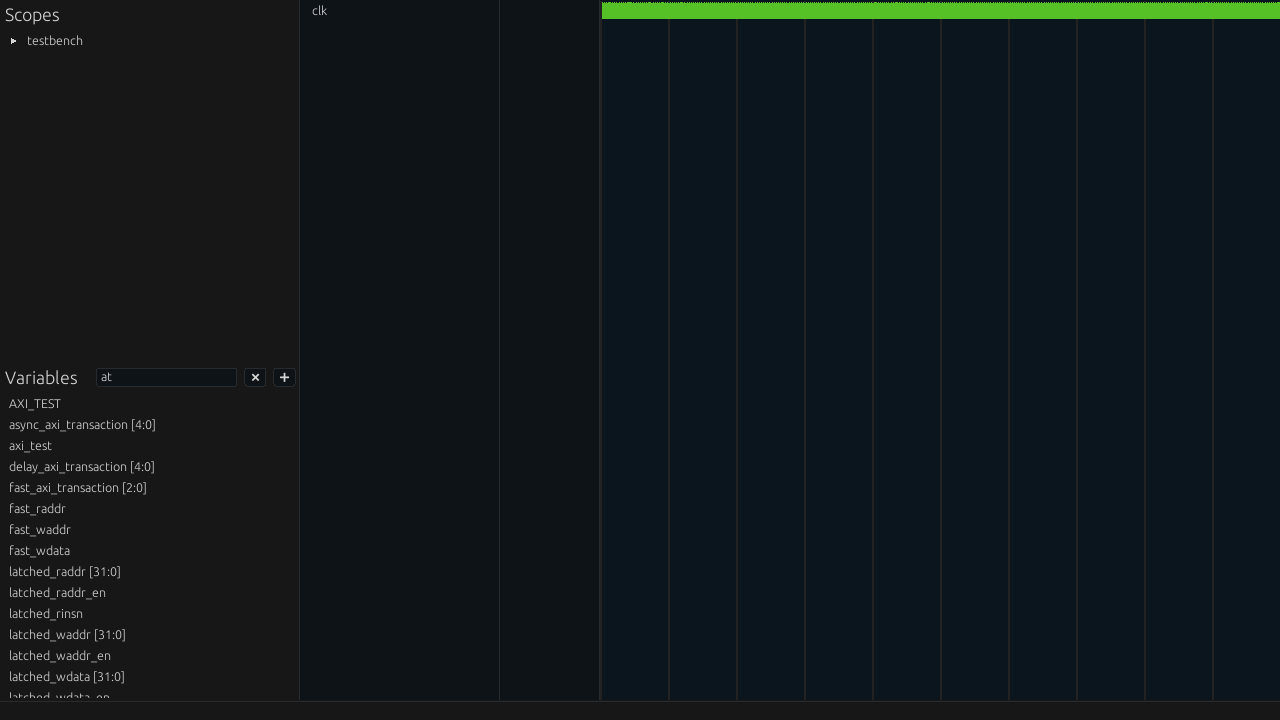 Scopes
testbench
clk
Variables at
AXI_TEST
async_axi_transaction [4:0]
axi_test
delay_axi_transaction [4:0]
fast_axi_transaction [2:0]
fast_raddr
fast_waddr
fast_wdata
latched_raddr [31:0]
latched_raddr_en
latched_rinsn
latched_waddr [31:0]
latched_waddr_en
latched_wdata [31:0]
latched_wdata_en